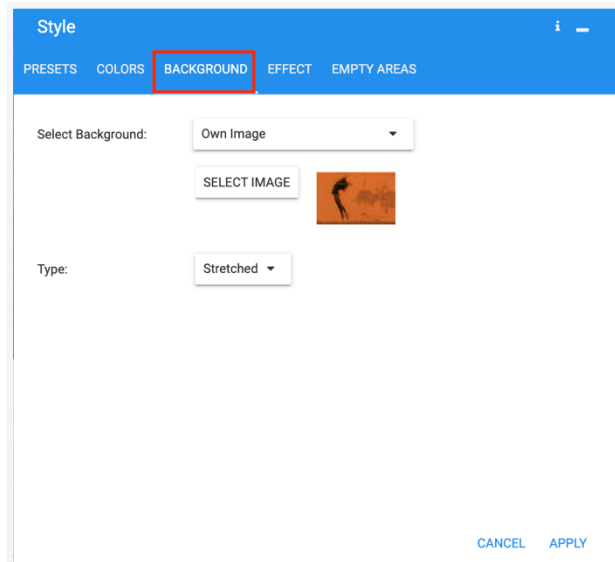 Style
PRESETS COLORS BACKGROUND EFFECT EMPTY AREAS
Select Background: Own Image
SELECT IMAGE
Type: Stretched
CANCEL APPLY